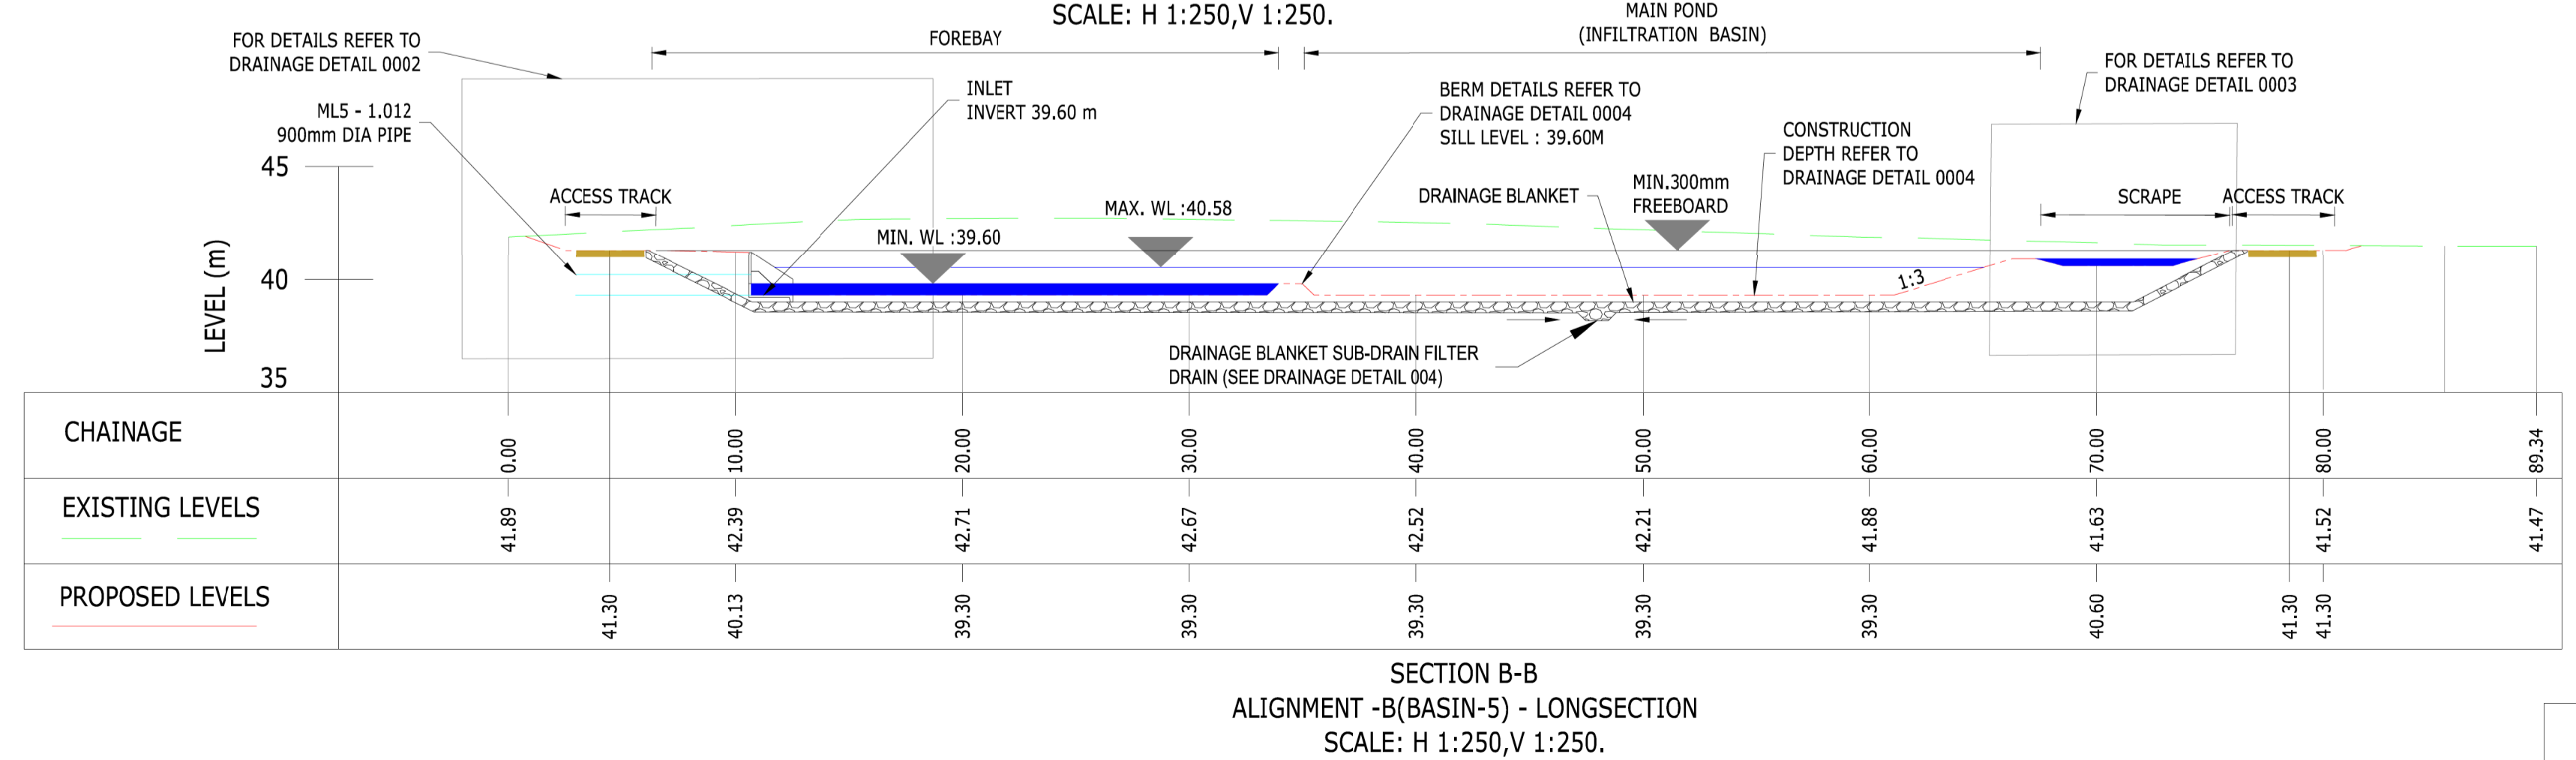 SCALE: H 1:250,V 1:250.
FOR DETAILS REFER TO
DRAINAGE DETAIL 0002
FOREBAY
MAIN POND
(INFILTRATION BASIN)
FOR DETAILS REFER TO
DRAINAGE DETAIL 0003
ML5 - 1.012
900mm DIA PIPE
INLET
INVERT 39.60 m
BERM DETAILS REFER TO
DRAINAGE DETAIL 0004
SILL LEVEL : 39.60M
CONSTRUCTION
DEPTH REFER TO
DRAINAGE DETAIL 0004
45
ACCESS TRACK
MAX. WL :40.58
DRAINAGE BLANKET
MIN.300mm
FREEBOARD
SCRAPE
ACCESS TRACK
MIN. WL :39.60
LEVEL (m)
40
1:3
35
DRAINAGE BLANKET SUB-DRAIN FILTER
DRAIN (SEE DRAINAGE DETAIL 004)
CHAINAGE
0.00
10.00
20.00
30.00
40.00
50.00
60.00
70.00
80.00
89.34
EXISTING LEVELS
41.89
42.39
42.71
42.67
42.52
42.21
41.88
41.63
41.52
41.47
PROPOSED LEVELS
41.30
40.13
39.30
39.30
39.30
39.30
39.30
40.60
41.30
41.30
SECTION B-B
ALIGNMENT -B(BASIN-5) - LONGSECTION
SCALE: H 1:250,V 1:250.